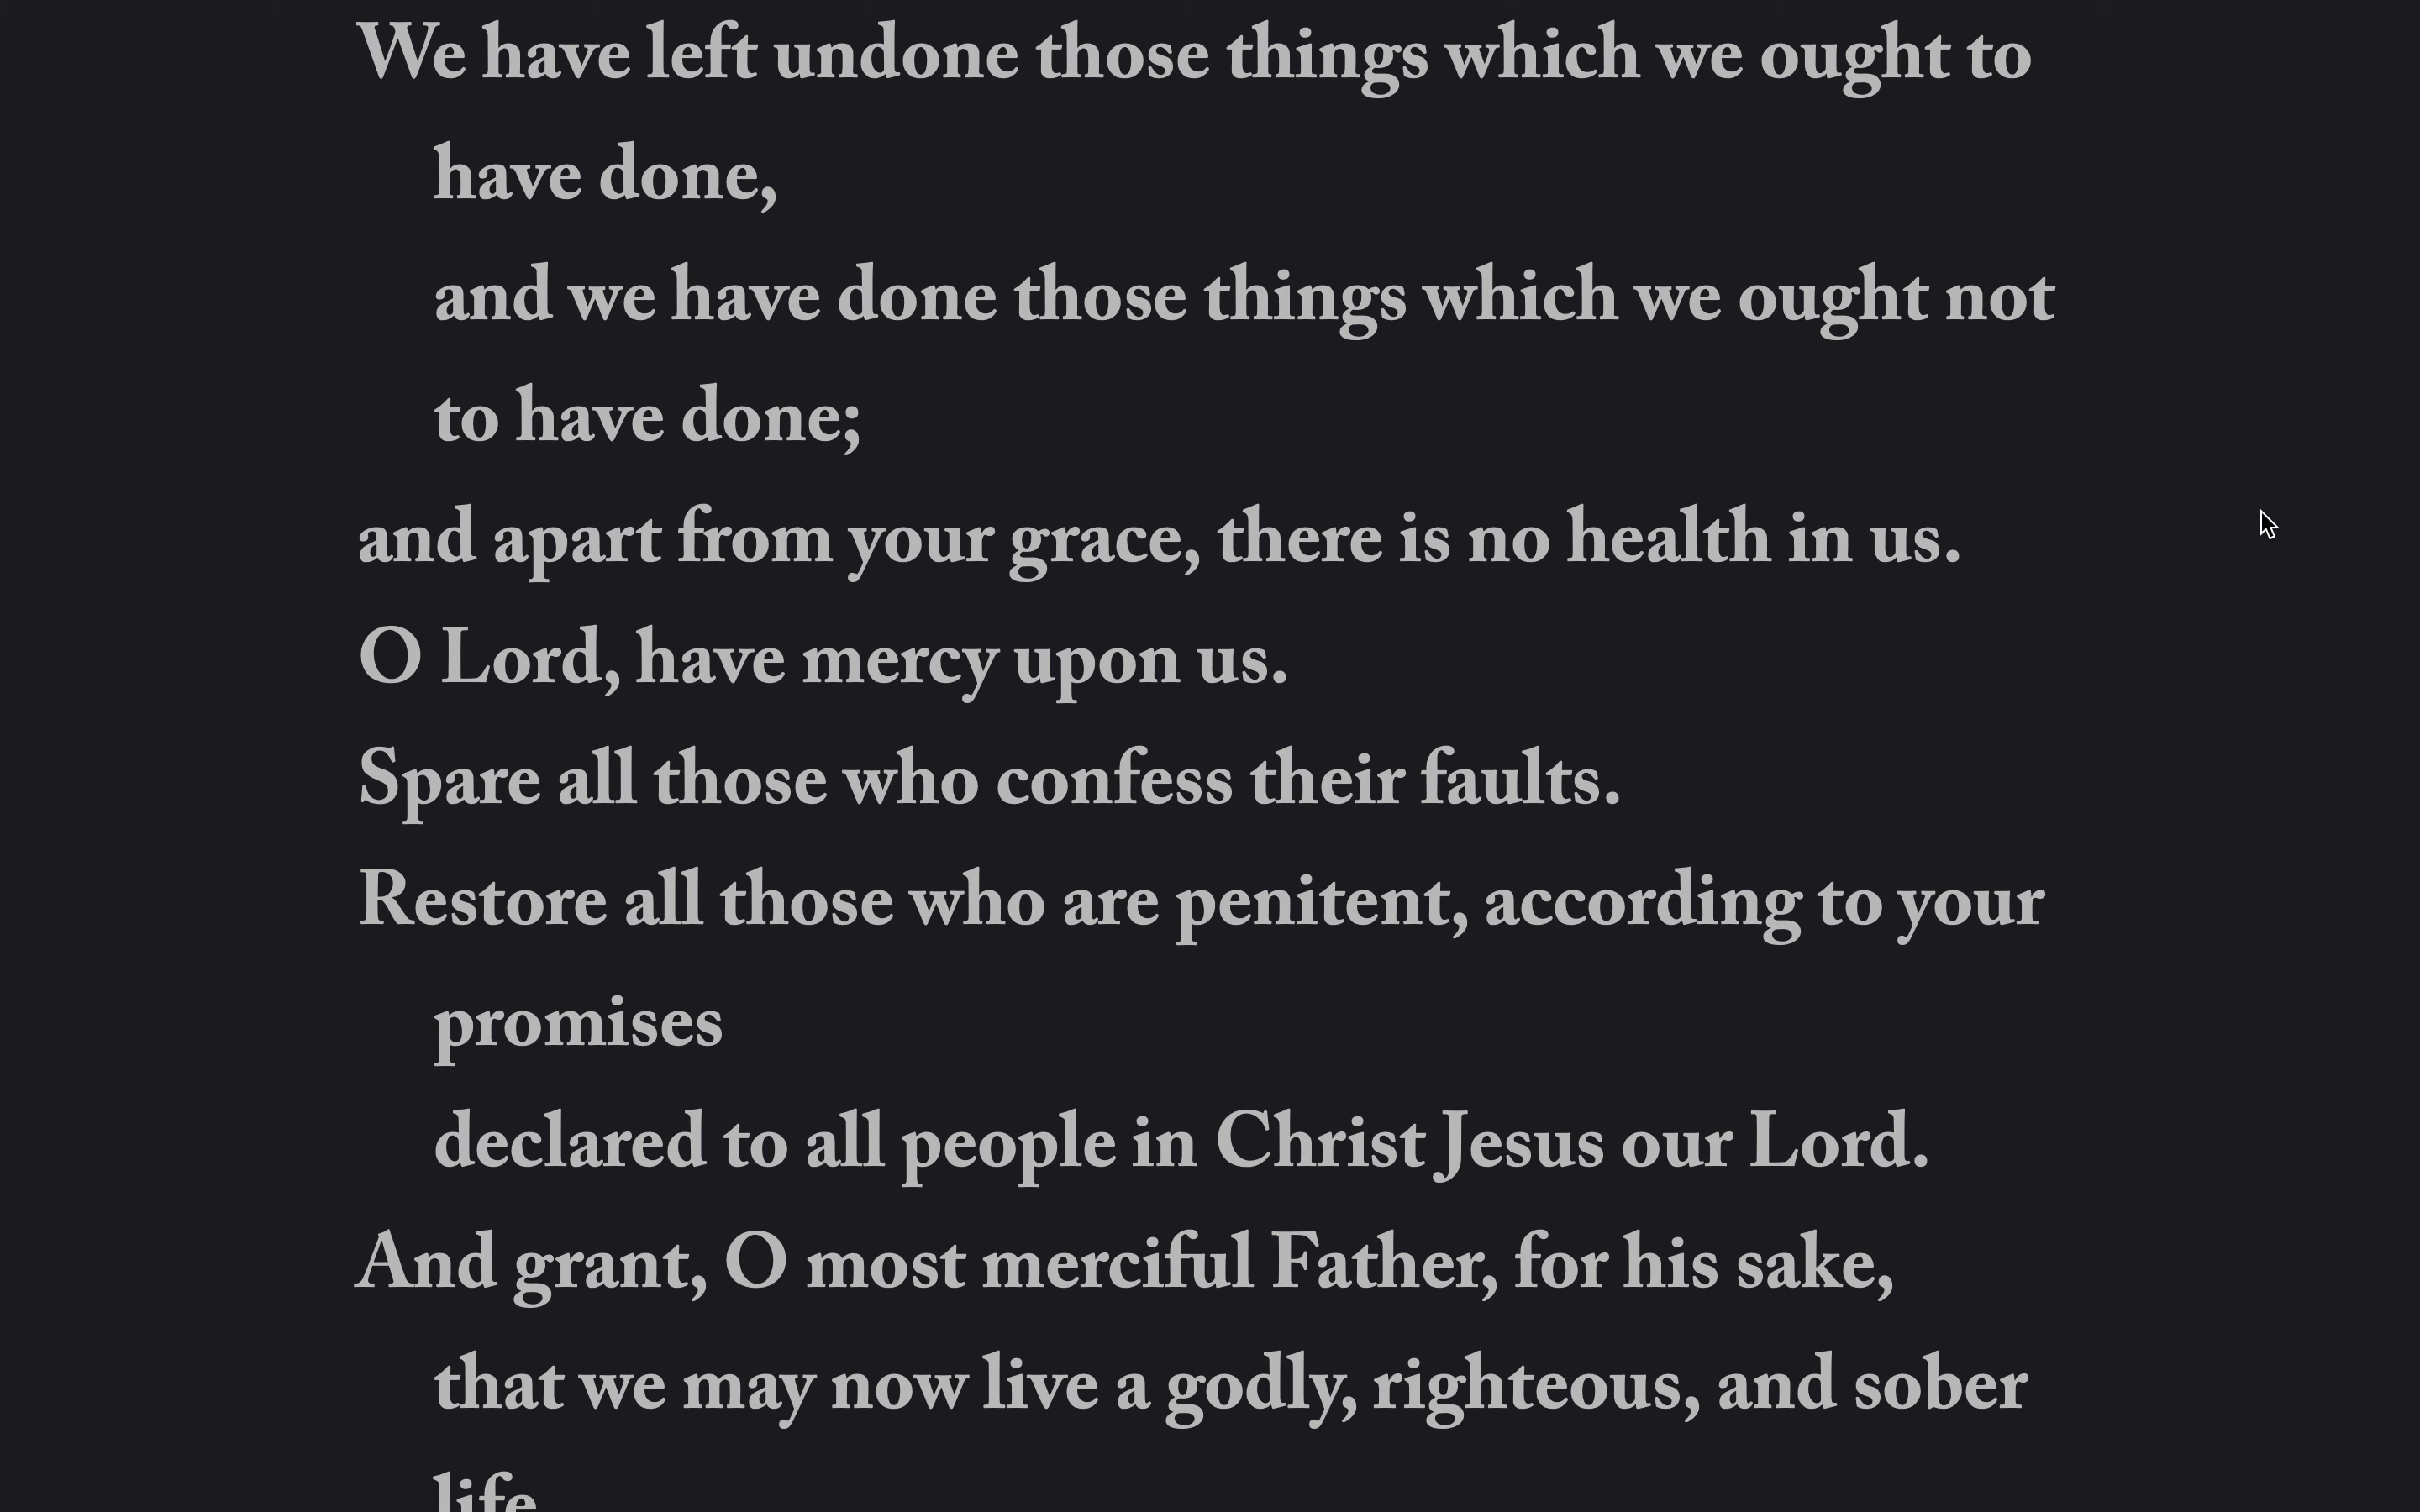 We have left undone those things which we ought to
have done,
and we have done those things which we ought not
to have done;
and apart from your grace, there is no health in us.
O Lord, have mercy upon us.
Spare all those who confess their faults.
Restore all those who are penitent, according to your
promises
declared to all people in Christ Jesus our Lord.
And grant, O most merciful Father, for his sake,
that we may now live a godly, righteous, and sober
life